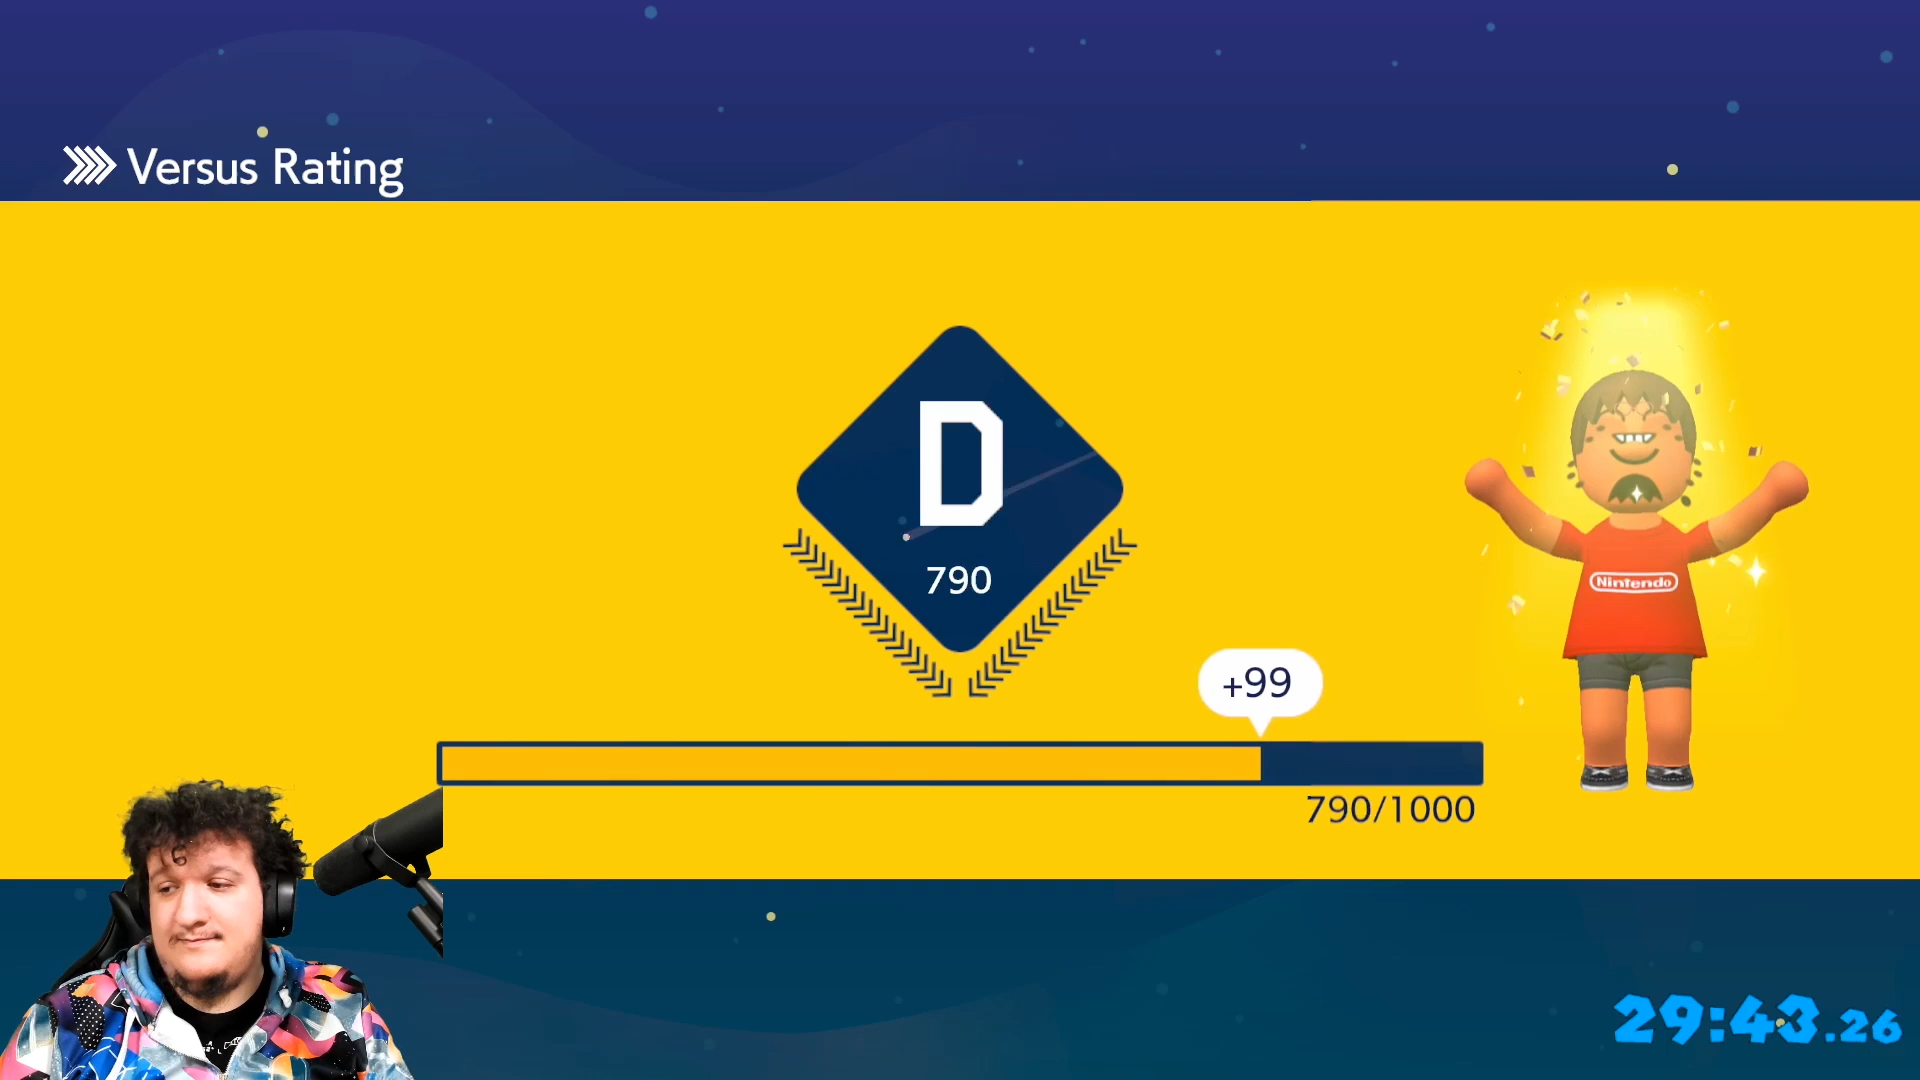 Versus Rating
D
790
Nintendo
+99
790/1000
29:43.26